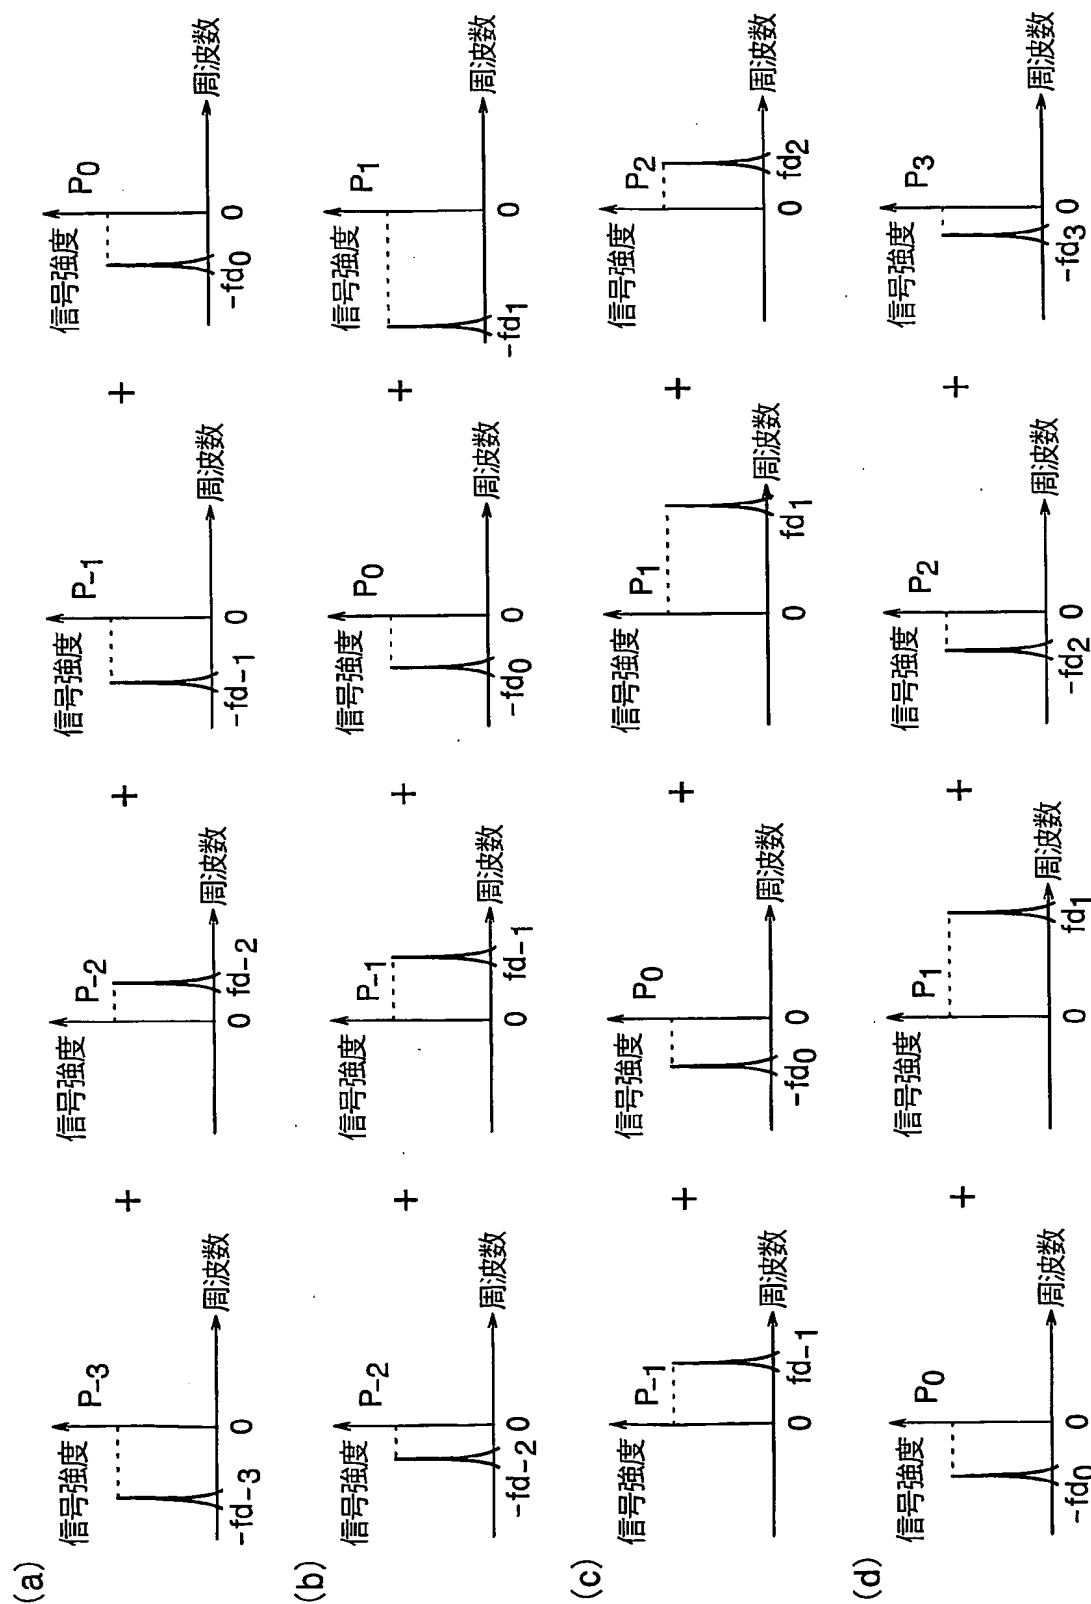 (a)
信号強度
P-3
-fd-3
0
周波数
+
信号強度
P-2
0
fd-2
周波数
+
信号強度
P-1
-fd-1
0
周波数
+
信号強度
P0
-fd0
0
周波数
(b)
信号強度
P-2
-fd-2
0
周波数
+
信号強度
P-1
0
fd-1
周波数
+
信号強度
P0
-fd0
0
周波数
+
信号強度
P1
-fd1
0
周波数
(c)
信号強度
P-1
0
fd-1
周波数
+
信号強度
P0
-fd0
0
周波数
+
信号強度
P1
0
fd1
周波数
+
信号強度
P2
0
fd2
周波数
(d)
信号強度
P0
-fd0
0
周波数
+
信号強度
P1
0
fd1
周波数
+
信号強度
P2
-fd2
0
周波数
+
信号強度
P3
-fd3
0
周波数